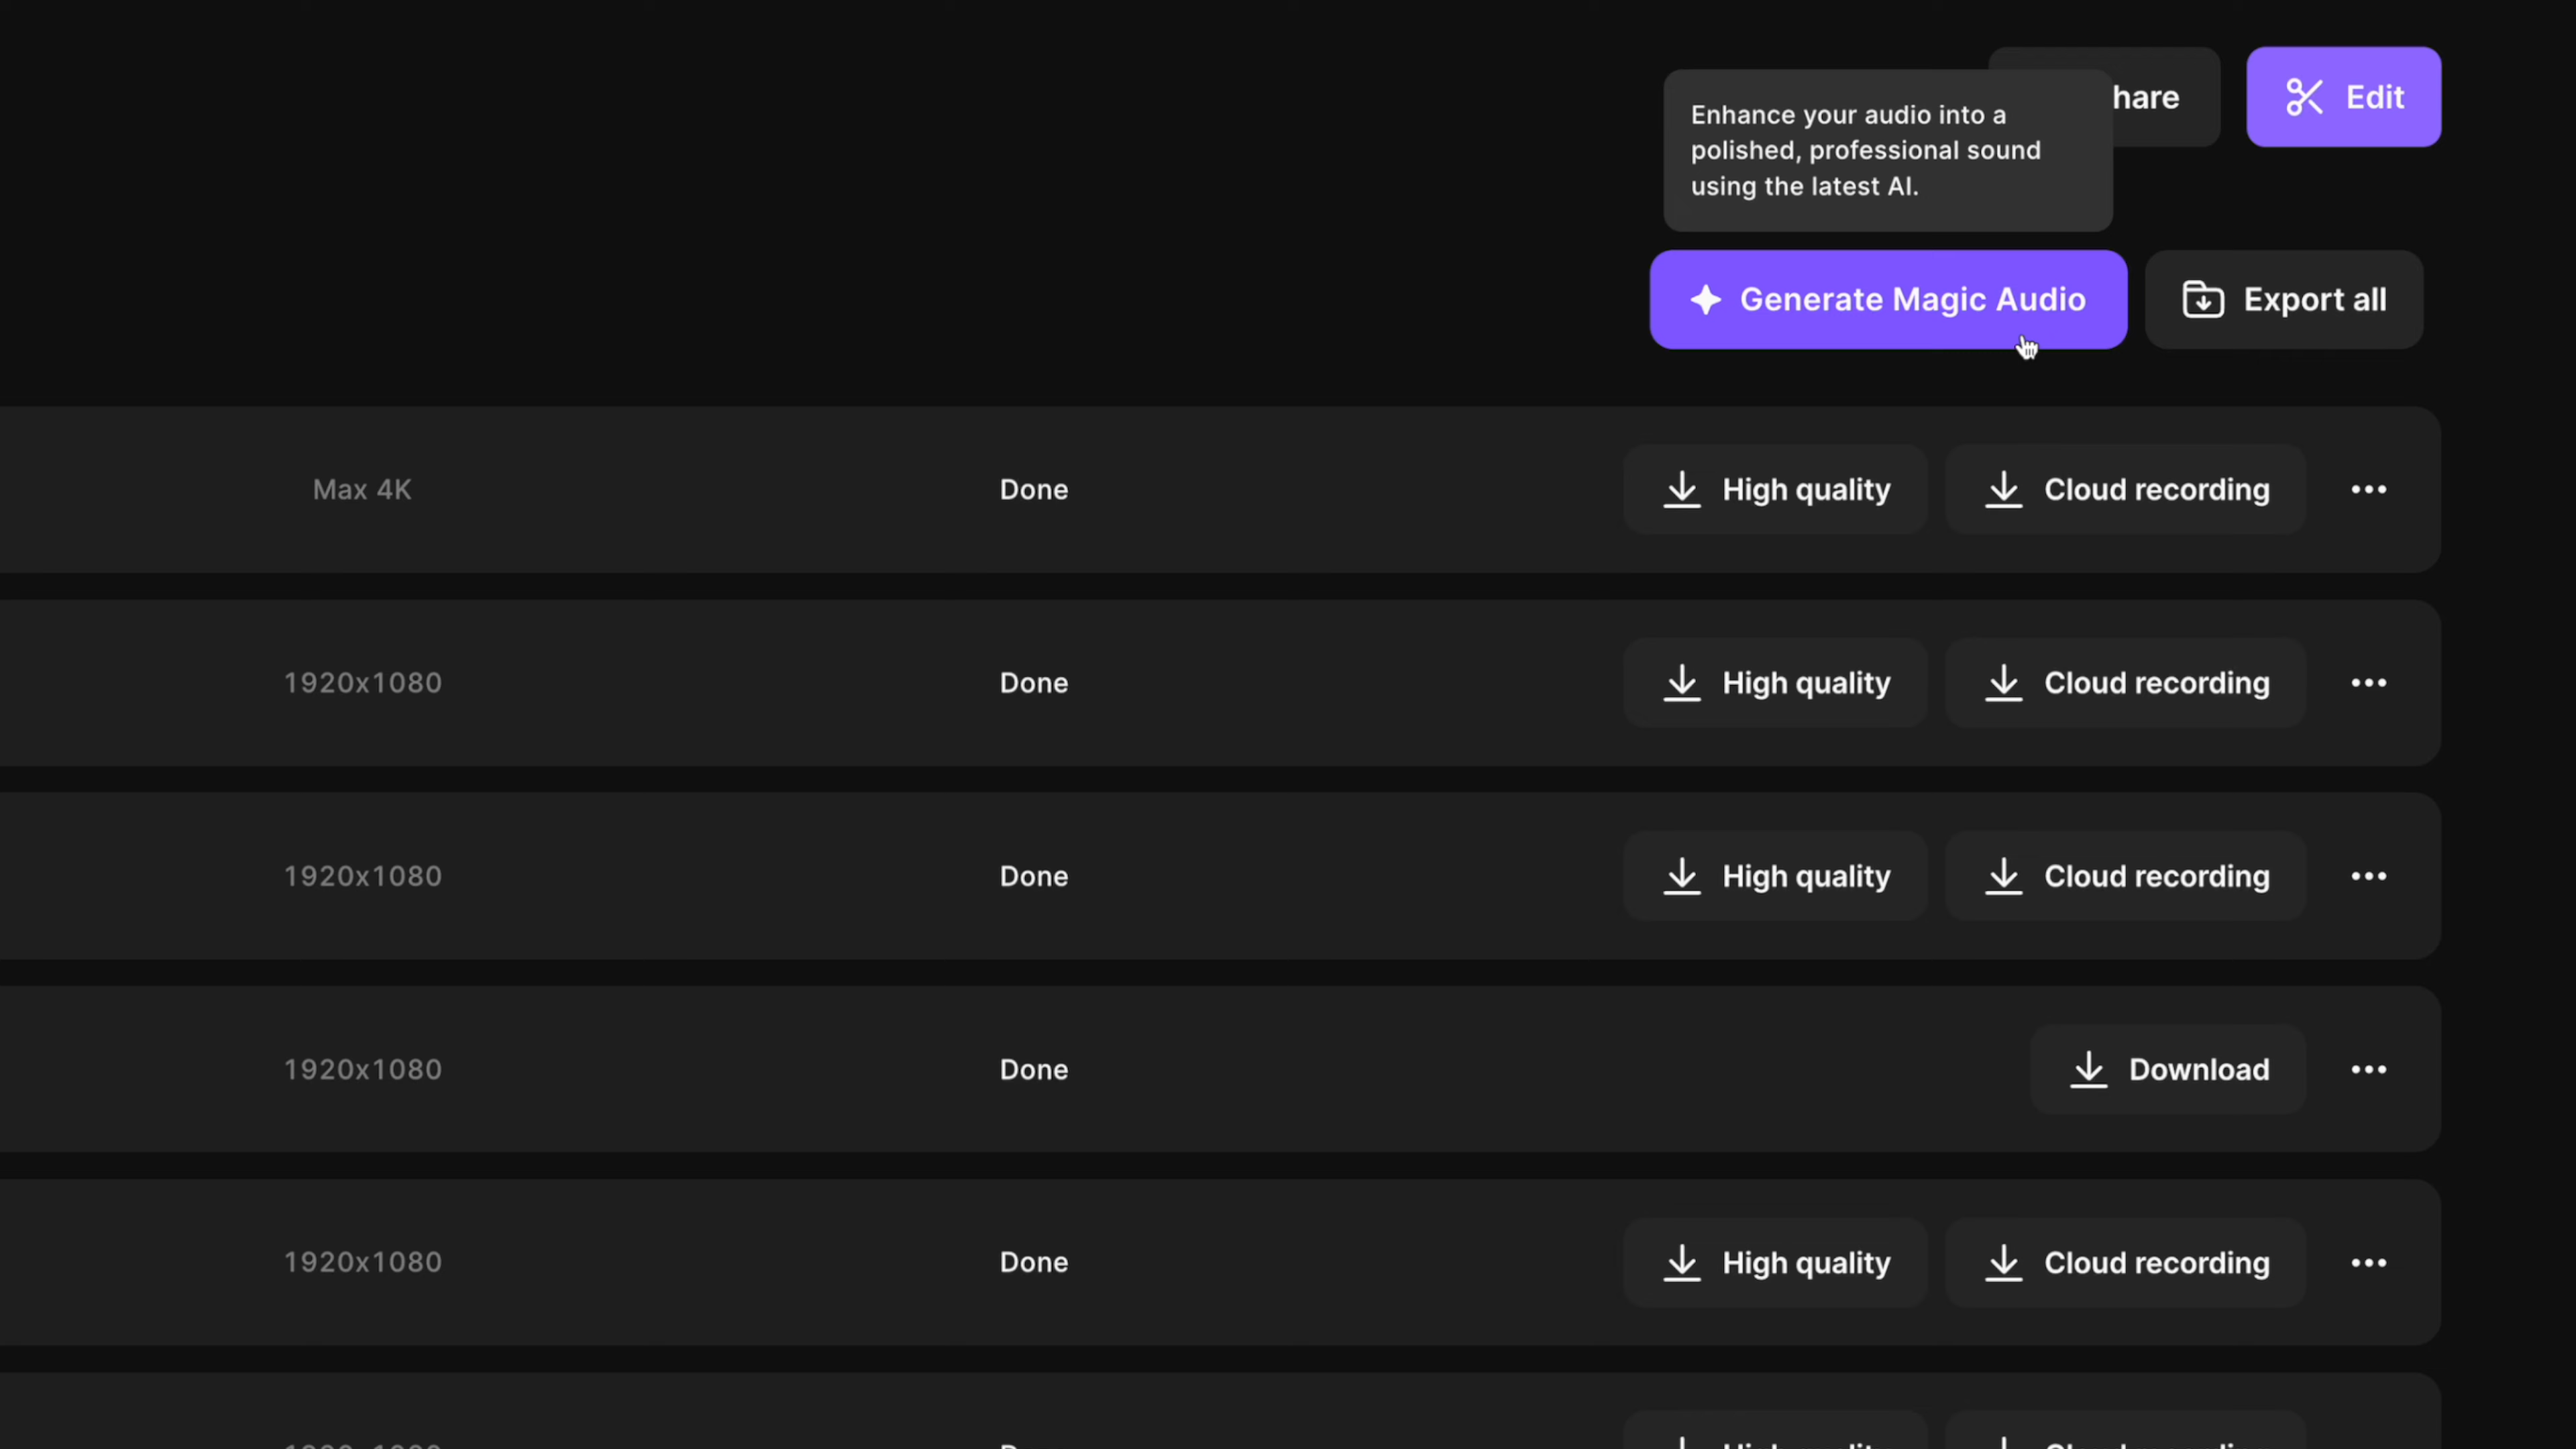 hare
Edit
Enhance your audio into a
polished, professional sound
using the latest AI.
Generate Magic Audio
Export all
Max 4K
Done
High quality
Cloud recording
1920x1080
Done
High quality
Cloud recording
1920x1080
Done
High quality
Cloud recording
1920x1080
Done
Download
1920x1080
Done
High quality
Cloud recording